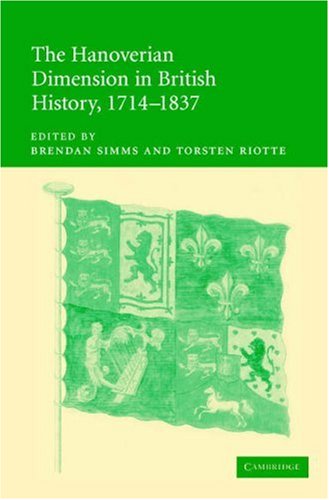 The Hanoverian
Dimension in British
History, 1714–1837
EDITED BY
BRENDAN SIMMS AND TORSTEN RIOTTE
CAMBRIDGE